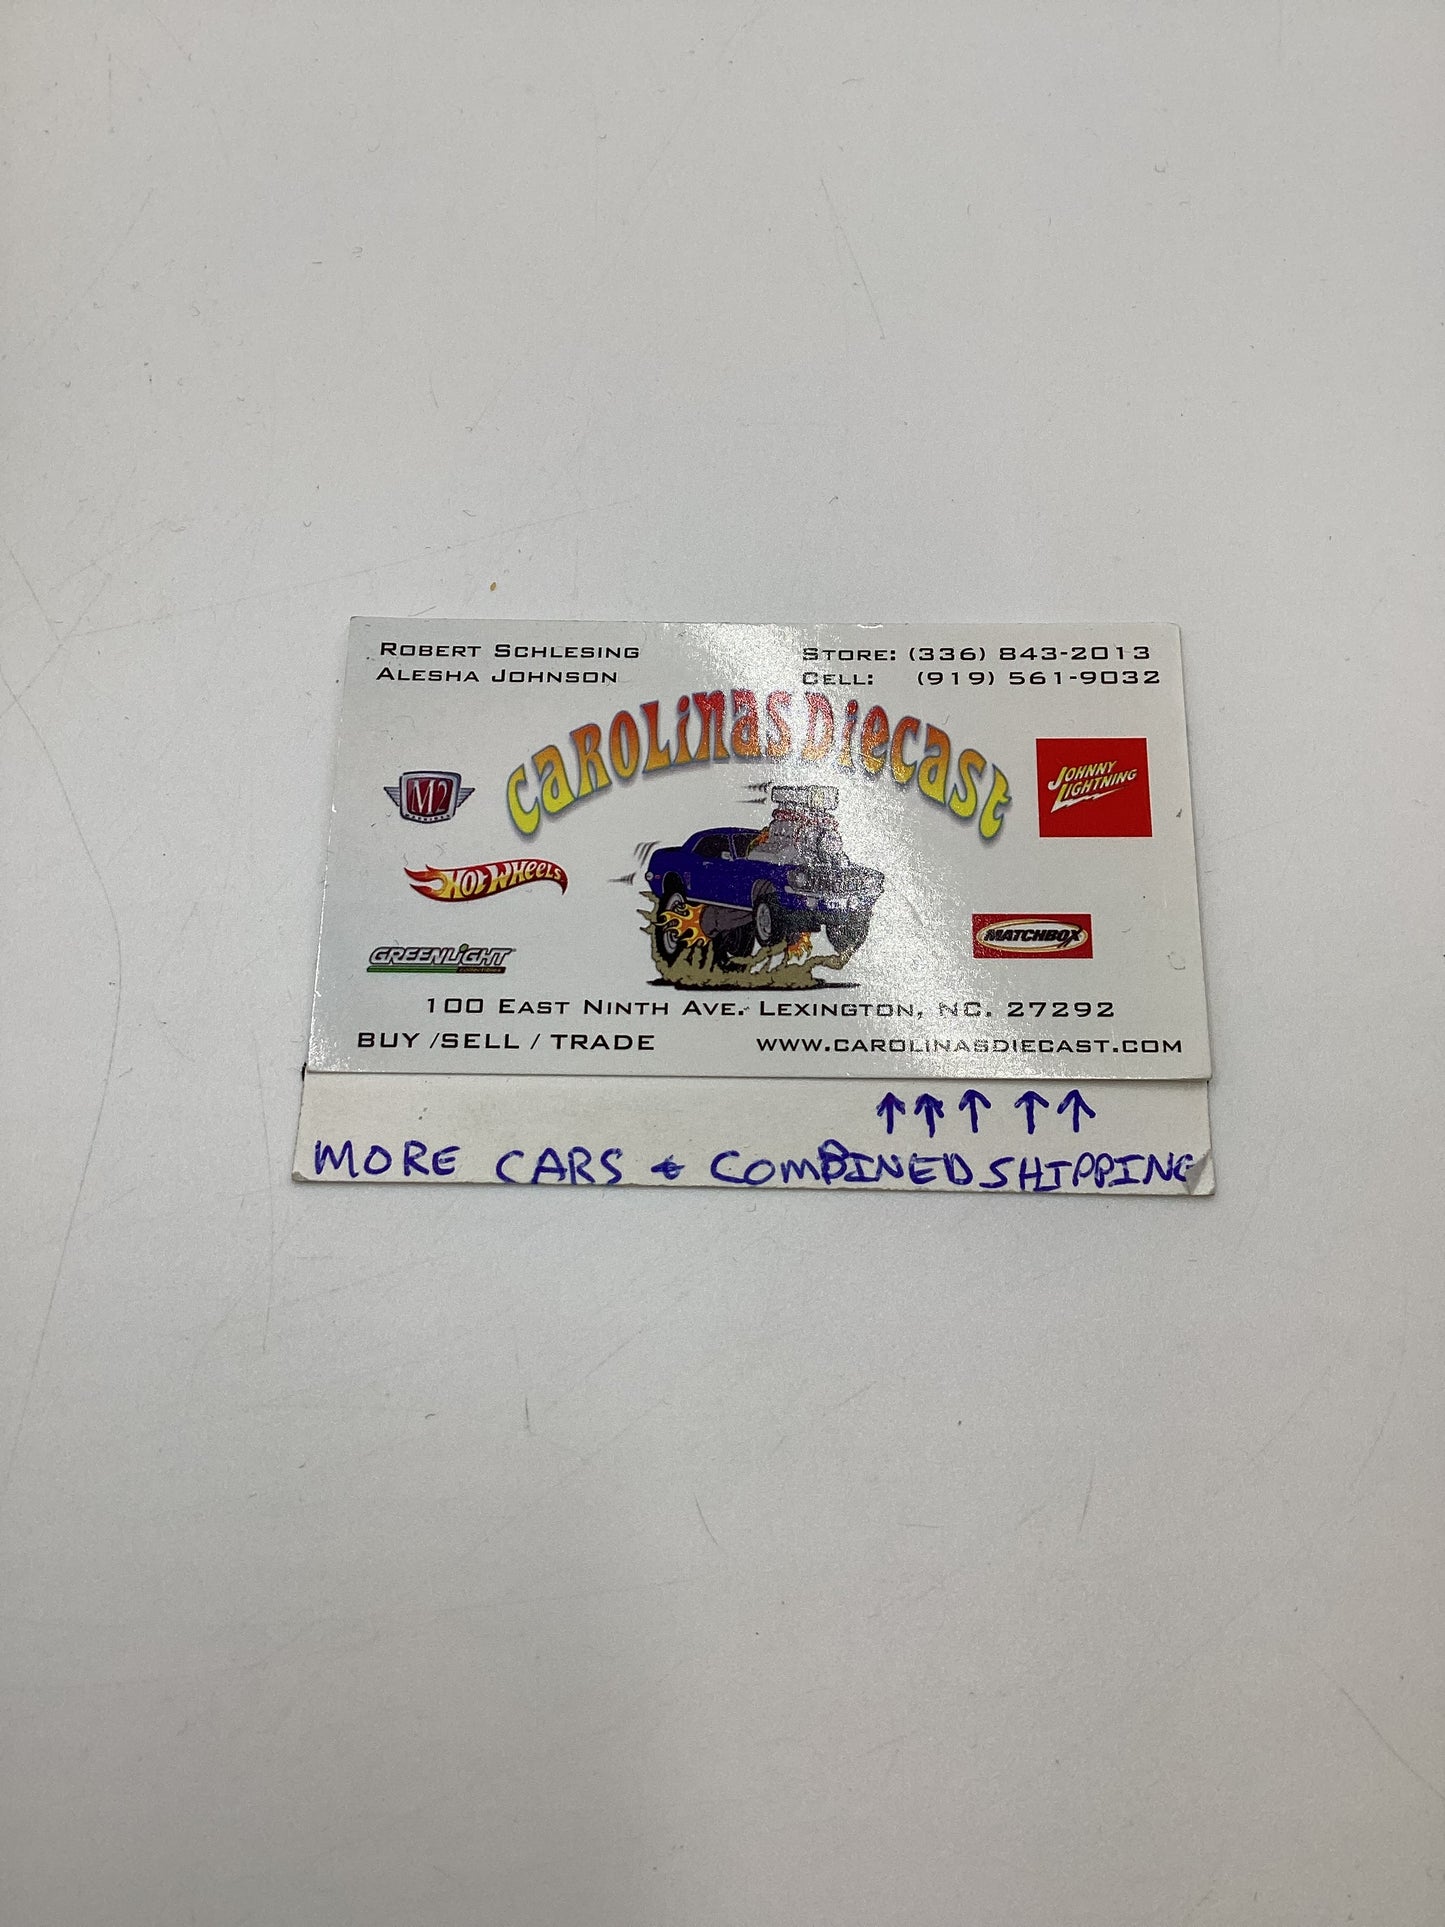 ROBERT SCHLESING
ALESHA JOHNSON
STORE: (336) 843-2013
CELL: (919) 561-9032
CAROLINAS DIECAST
M2
MACHINES
JOHNNY
LIGHTNING
HOT WHEELS
MATCHBOX
GREENLIGHT
collectibles
100 EAST NINTH AVE. LEXINGTON, NC. 27292
BUY /SELL / TRADE
WWW.CAROLINASDIECAST.COM
↑↑↑ ↑↑
MORE CARS & COMBINED SHIPPING